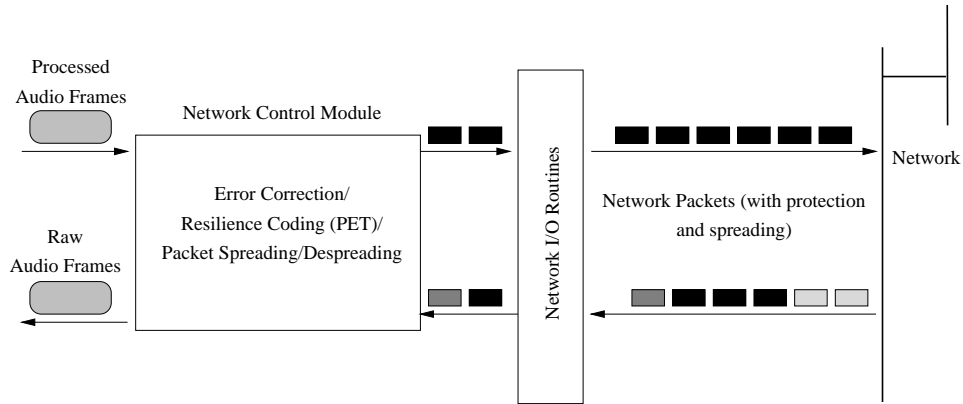 Processed
Audio Frames
Network Control Module
Error Correction/
Resilience Coding (PET)/
Packet Spreading/Despreading
Raw
Audio Frames
Network I/O Routines
Network Packets (with protection
and spreading)
Network